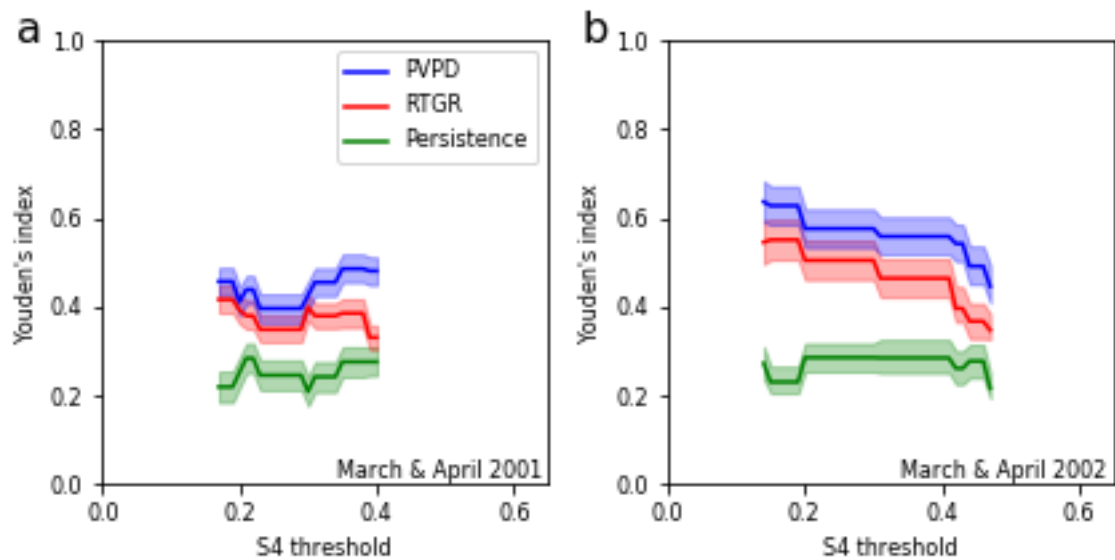 a
1.0
0.8
0.6
0.4
0.2
0.0
Youden's index
PVPD
RTGR
Persistence
March & April 2001
0.0 0.2 0.4 0.6
S4 threshold
b
1.0
0.8
0.6
0.4
0.2
0.0
Youden's index
March & April 2002
0.0 0.2 0.4 0.6
S4 threshold